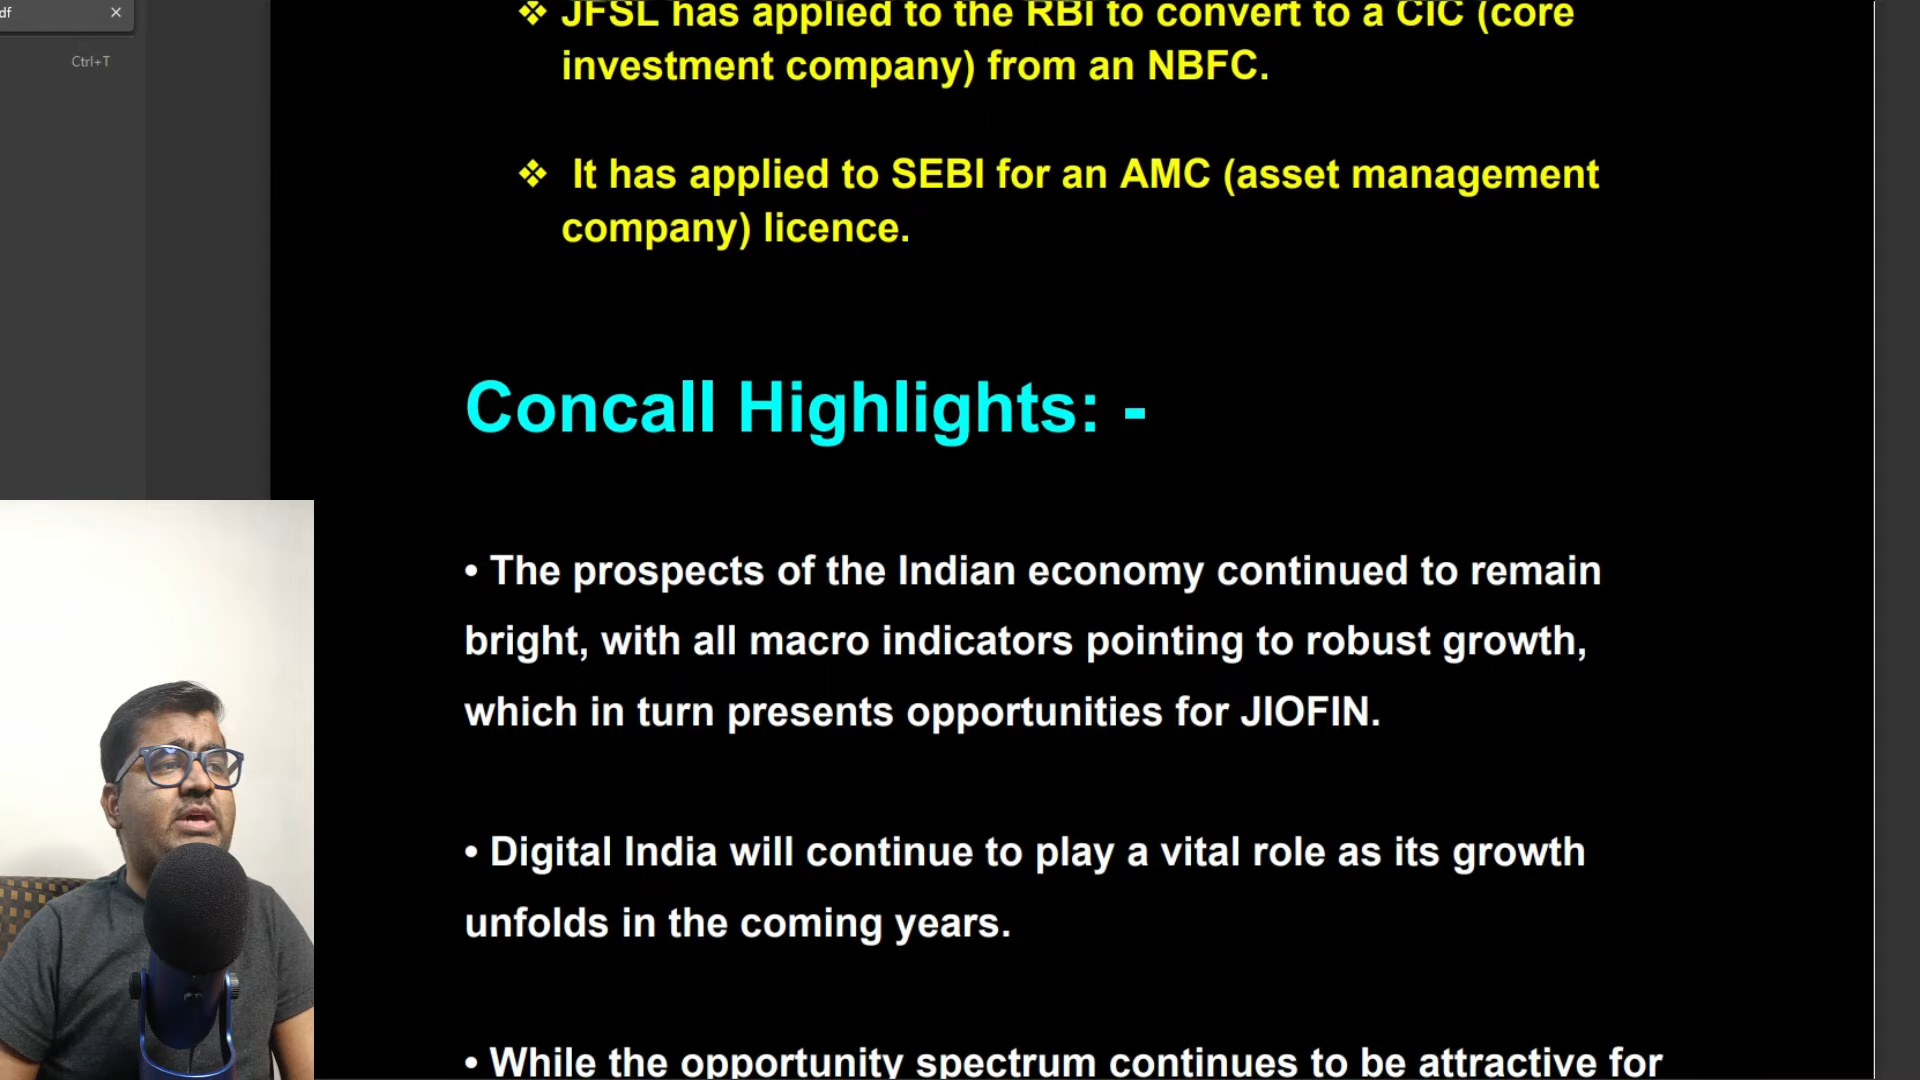 df
Ctrl+T
❖ JFSL has applied to the RBI to convert to a CIC (core
investment company) from an NBFC.
❖ It has applied to SEBI for an AMC (asset management
company) licence.
Concall Highlights: -
• The prospects of the Indian economy continued to remain
bright, with all macro indicators pointing to robust growth,
which in turn presents opportunities for JIOFIN.
• Digital India will continue to play a vital role as its growth
unfolds in the coming years.
• While the opportunity spectrum continues to be attractive for